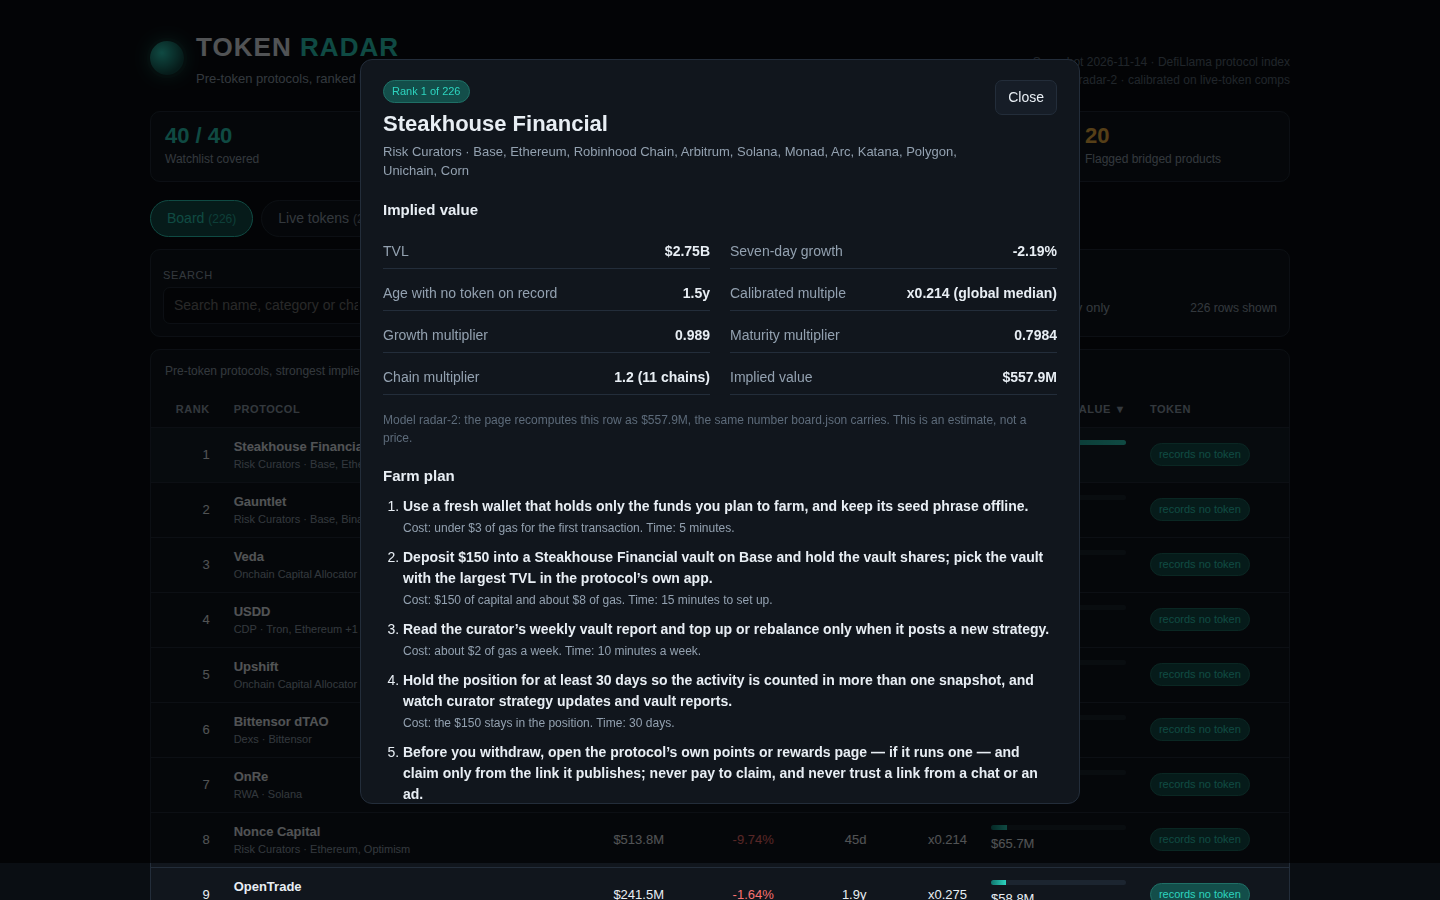 TOKEN RADAR
Pre-token protocols, ranked
2026-11-14 · DefiLlama protocol index
radar-2 · calibrated on live-token comps
40 / 40
Watchlist covered
20
Flagged bridged products
Board (226)
Live tokens
SEARCH
Search name, category or cha
only
226 rows shown
Pre-token protocols, strongest implie
RANK
PROTOCOL
ALUE ▼
TOKEN
1
Steakhouse Financia
Risk Curators · Base, Ethe
records no token
2
Gauntlet
Risk Curators · Base, Bina
records no token
3
Veda
Onchain Capital Allocator
records no token
4
USDD
CDP · Tron, Ethereum +1
records no token
5
Upshift
Onchain Capital Allocator
records no token
6
Bittensor dTAO
Dexs · Bittensor
records no token
7
OnRe
RWA · Solana
records no token
8
Nonce Capital
Risk Curators · Ethereum, Optimism
$513.8M
-9.74%
45d
x0.214
$65.7M
records no token
9
OpenTrade
$241.5M
-1.64%
1.9y
x0.275
$58.8M
records no token
Rank 1 of 226
Close
Steakhouse Financial
Risk Curators · Base, Ethereum, Robinhood Chain, Arbitrum, Solana, Monad, Arc, Katana, Polygon,
Unichain, Corn
Implied value
TVL $2.75B
Seven-day growth -2.19%
Age with no token on record 1.5y
Calibrated multiple x0.214 (global median)
Growth multiplier 0.989
Maturity multiplier 0.7984
Chain multiplier 1.2 (11 chains)
Implied value $557.9M
Model radar-2: the page recomputes this row as $557.9M, the same number board.json carries. This is an estimate, not a
price.
Farm plan
1. Use a fresh wallet that holds only the funds you plan to farm, and keep its seed phrase offline.
Cost: under $3 of gas for the first transaction. Time: 5 minutes.
2. Deposit $150 into a Steakhouse Financial vault on Base and hold the vault shares; pick the vault
with the largest TVL in the protocol’s own app.
Cost: $150 of capital and about $8 of gas. Time: 15 minutes to set up.
3. Read the curator’s weekly vault report and top up or rebalance only when it posts a new strategy.
Cost: about $2 of gas a week. Time: 10 minutes a week.
4. Hold the position for at least 30 days so the activity is counted in more than one snapshot, and
watch curator strategy updates and vault reports.
Cost: the $150 stays in the position. Time: 30 days.
5. Before you withdraw, open the protocol’s own points or rewards page — if it runs one — and
claim only from the link it publishes; never pay to claim, and never trust a link from a chat or an
ad.